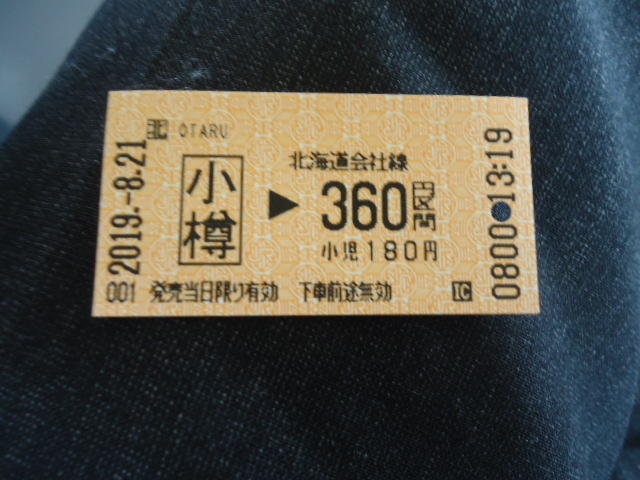 2019.-8.21
北 OTARU
小樽
北海道会社線
▶ 360円区間
小児180円
001 発売当日限り有効 下車前途無効 IC
0800 13:19